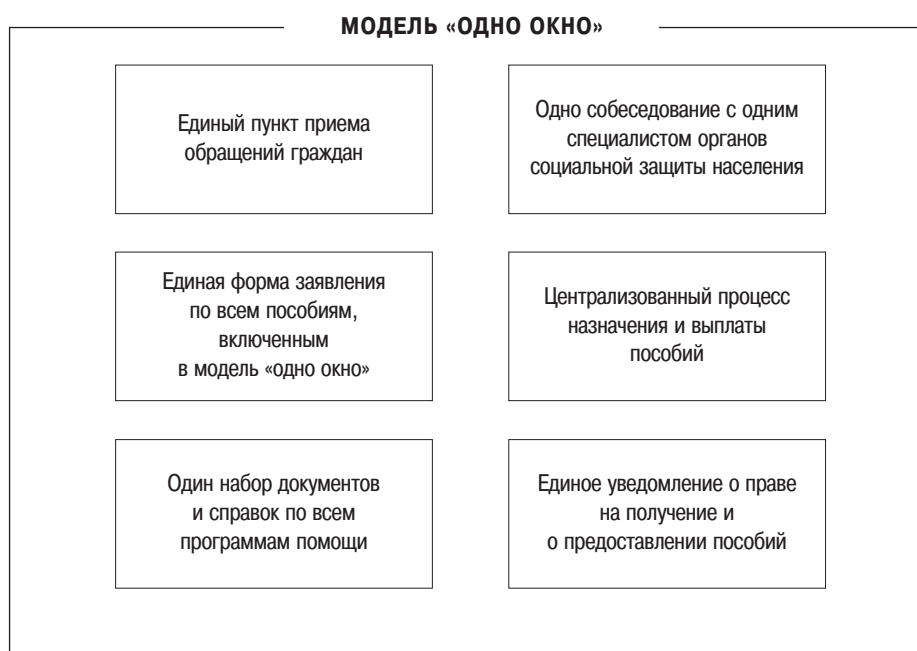 МОДЕЛЬ «ОДНО ОКНО»
Единый пункт приема
обращений граждан
Одно собеседование с одним
специалистом органов
социальной защиты населения
Единая форма заявления
по всем пособиям,
включенным
в модель «одно окно»
Централизованный процесс
назначения и выплаты
пособий
Один набор документов
и справок по всем
программам помощи
Единое уведомление о праве
на получение и
о предоставлении пособий